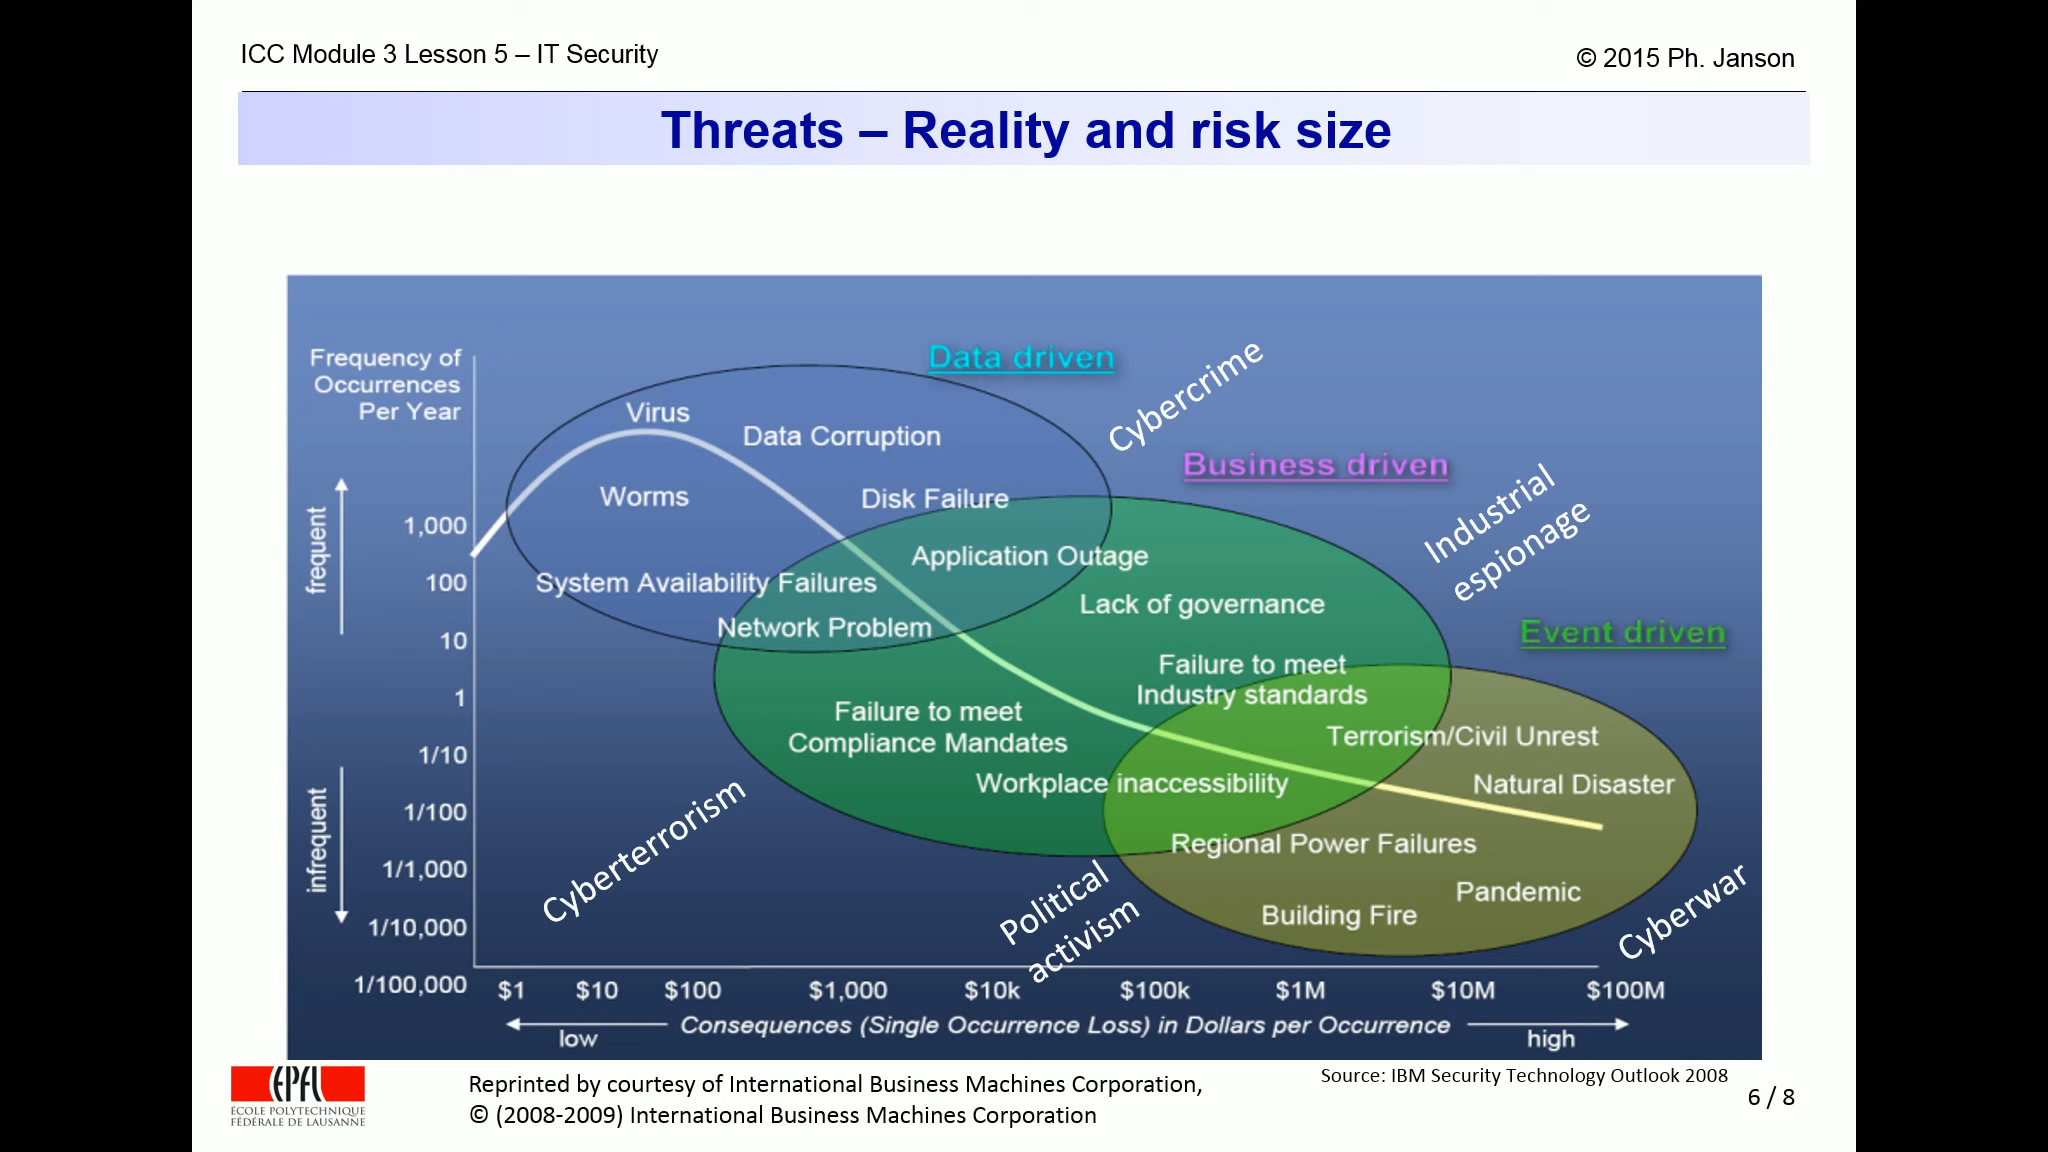 ICC Module 3 Lesson 5 – IT Security
© 2015 Ph. Janson
Threats – Reality and risk size
Frequency of
Occurrences
Per Year
frequent
infrequent
1,000
100
10
1
1/10
1/100
1/1,000
1/10,000
1/100,000
Data driven
Cybercrime
Virus
Data Corruption
Business driven
Worms
Disk Failure
Industrial
espionage
Application Outage
System Availability Failures
Lack of governance
Network Problem
Event driven
Failure to meet
Industry standards
Failure to meet
Compliance Mandates
Terrorism/Civil Unrest
Workplace inaccessibility
Natural Disaster
Cyberterrorism
Regional Power Failures
Political
activism
Pandemic
Building Fire
Cyberwar
$1 $10 $100 $1,000 $10k $100k $1M $10M $100M
Consequences (Single Occurrence Loss) in Dollars per Occurrence
low
high
EPFL
ÉCOLE POLYTECHNIQUE
FÉDÉRALE DE LAUSANNE
Reprinted by courtesy of International Business Machines Corporation,
© (2008-2009) International Business Machines Corporation
Source: IBM Security Technology Outlook 2008
6 / 8